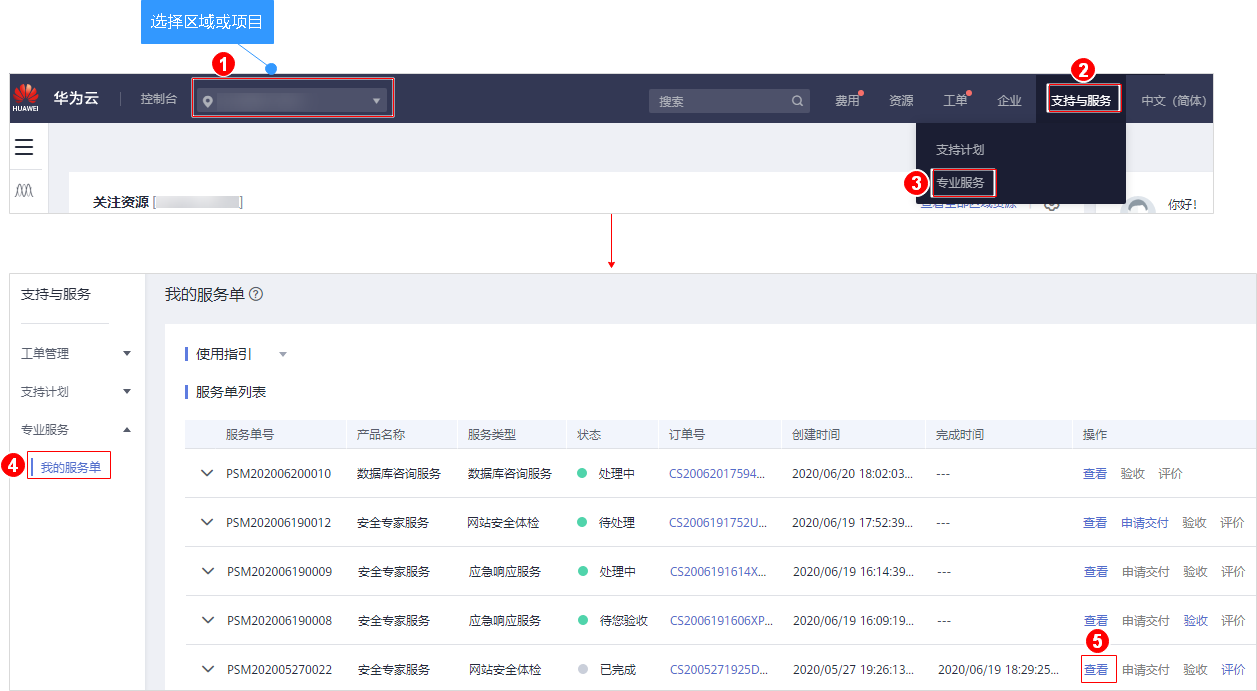 选择区域或项目
1
2
HUAWEI 华为云 控制台 搜索 费用 资源 工单 企业 支持与服务 中文（简体）
支持计划
3 专业服务
关注资源 [ ]
你好!
支持与服务 我的服务单 ?
工单管理 使用指引
支持计划 服务单列表
专业服务
4 我的服务单
服务单号 产品名称 服务类型 状态 订单号 创建时间 完成时间 操作
PSM202006200010 数据库咨询服务 数据库咨询服务 处理中 CS20062017594... 2020/06/20 18:02:03... --- 查看 验收 评价
PSM202006190012 安全专家服务 网站安全体检 待处理 CS2006191752U... 2020/06/19 17:52:39... --- 查看 申请交付 验收 评价
PSM202006190009 安全专家服务 应急响应服务 处理中 CS2006191614X... 2020/06/19 16:14:39... --- 查看 申请交付 验收 评价
PSM202006190008 安全专家服务 应急响应服务 待您验收 CS2006191606XP... 2020/06/19 16:09:19... --- 查看 申请交付 验收 评价
5
PSM202005270022 安全专家服务 网站安全体检 已完成 CS2005271925D... 2020/05/27 19:26:13... 2020/06/19 18:29:25... 查看 申请交付 验收 评价